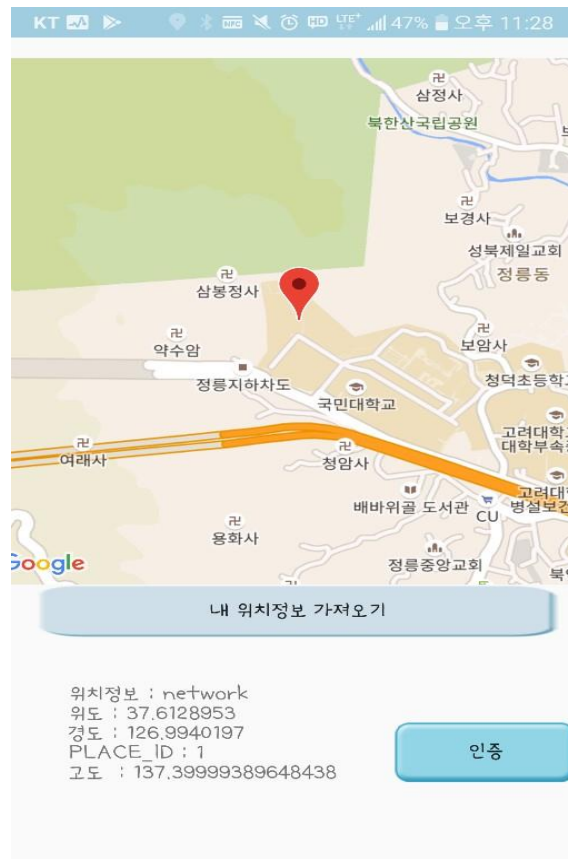 KT NFC HD LTE+ 47% 오후 11:28
삼정사
북한산국립공원
보경사
성북제일교회
정릉동
삼봉정사
보암사
약수암
청덕초등학
정릉지하차도
국민대학교
고려대학
대학부속
여래사
청암사
고려대
병설보건
배바위골 도서관
CU
용화사
정릉중앙교회
Google
내 위치정보 가져오기
위치정보 : network
위도 : 37.6128953
경도 : 126.9940197
PLACE_ID : 1
고도 : 137.39999389648438
인증